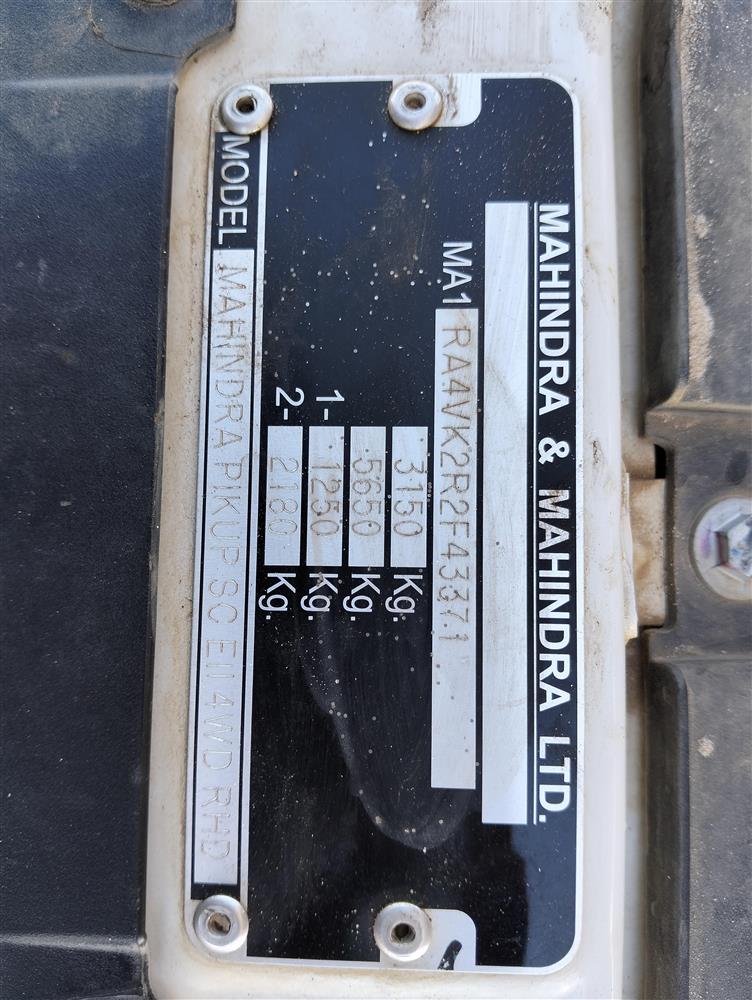 MAHINDRA & MAHINDRA LTD.
MA1 RA4VK2R2F43371
3150 Kg.
5650 Kg.
1- 1250 Kg.
2- 2180 Kg.
MODEL MAHINDRA PIKUP SC EII 4WD RHD